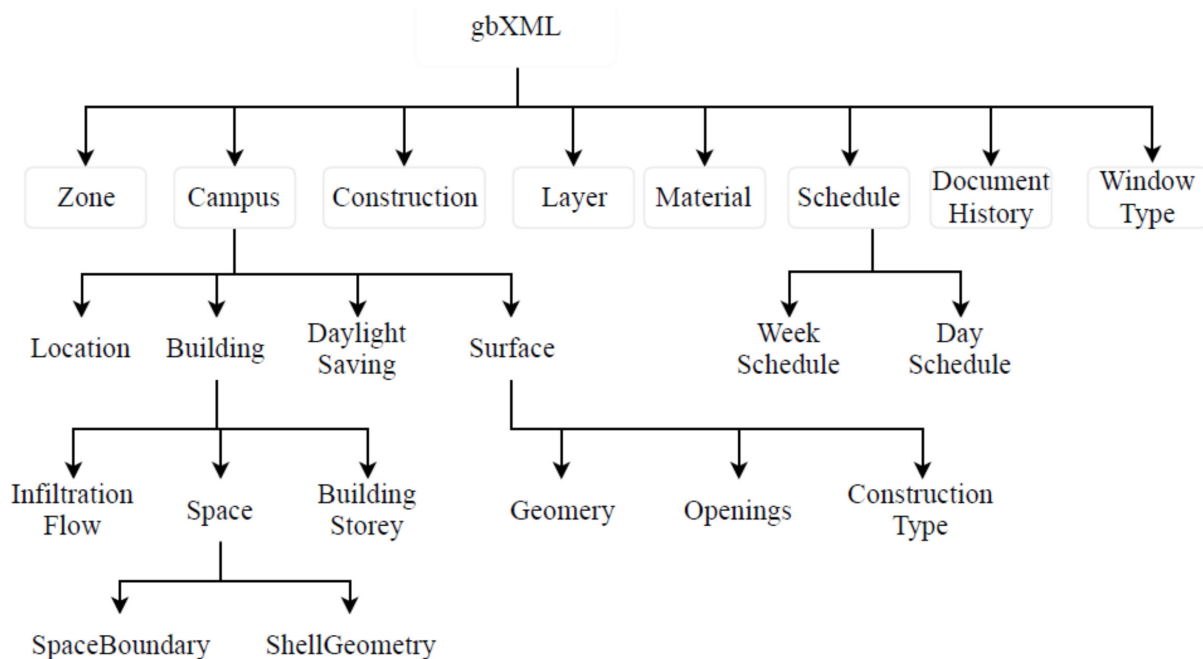 gbXML
Zone
Campus
Construction
Layer
Material
Schedule
Document
History
Window
Type
Location
Building
Daylight
Saving
Surface
Week
Schedule
Day
Schedule
Infiltration
Flow
Space
Building
Storey
Geomery
Openings
Construction
Type
SpaceBoundary
ShellGeometry